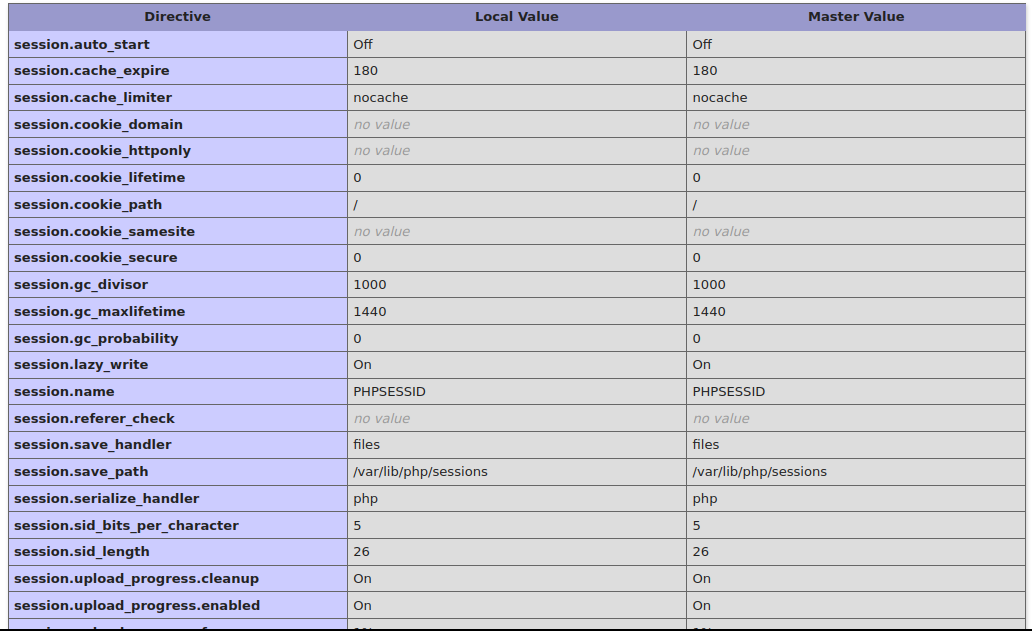 Directive Local Value Master Value
session.auto_start Off Off
session.cache_expire 180 180
session.cache_limiter nocache nocache
session.cookie_domain no value no value
session.cookie_httponly no value no value
session.cookie_lifetime 0 0
session.cookie_path / /
session.cookie_samesite no value no value
session.cookie_secure 0 0
session.gc_divisor 1000 1000
session.gc_maxlifetime 1440 1440
session.gc_probability 0 0
session.lazy_write On On
session.name PHPSESSID PHPSESSID
session.referer_check no value no value
session.save_handler files files
session.save_path /var/lib/php/sessions /var/lib/php/sessions
session.serialize_handler php php
session.sid_bits_per_character 5 5
session.sid_length 26 26
session.upload_progress.cleanup On On
session.upload_progress.enabled On On